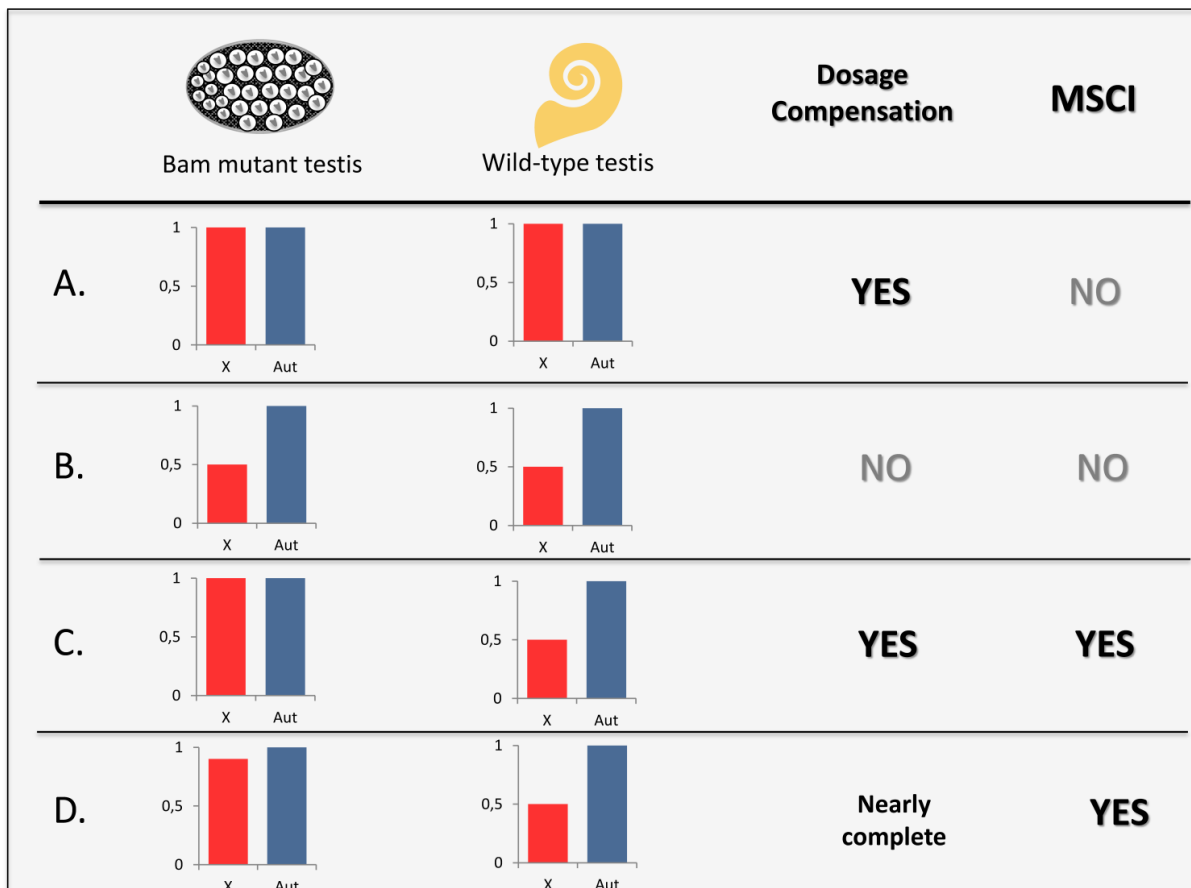 Bam mutant testis
Wild-type testis
Dosage
Compensation
MSCI
A.
1
0,5
0
X Aut
1
0,5
0
X Aut
YES
NO
B.
1
0,5
0
X Aut
1
0,5
0
X Aut
NO
NO
C.
1
0,5
0
X Aut
1
0,5
0
X Aut
YES
YES
D.
1
0,5
0
X Aut
1
0,5
0
X Aut
Nearly
complete
YES